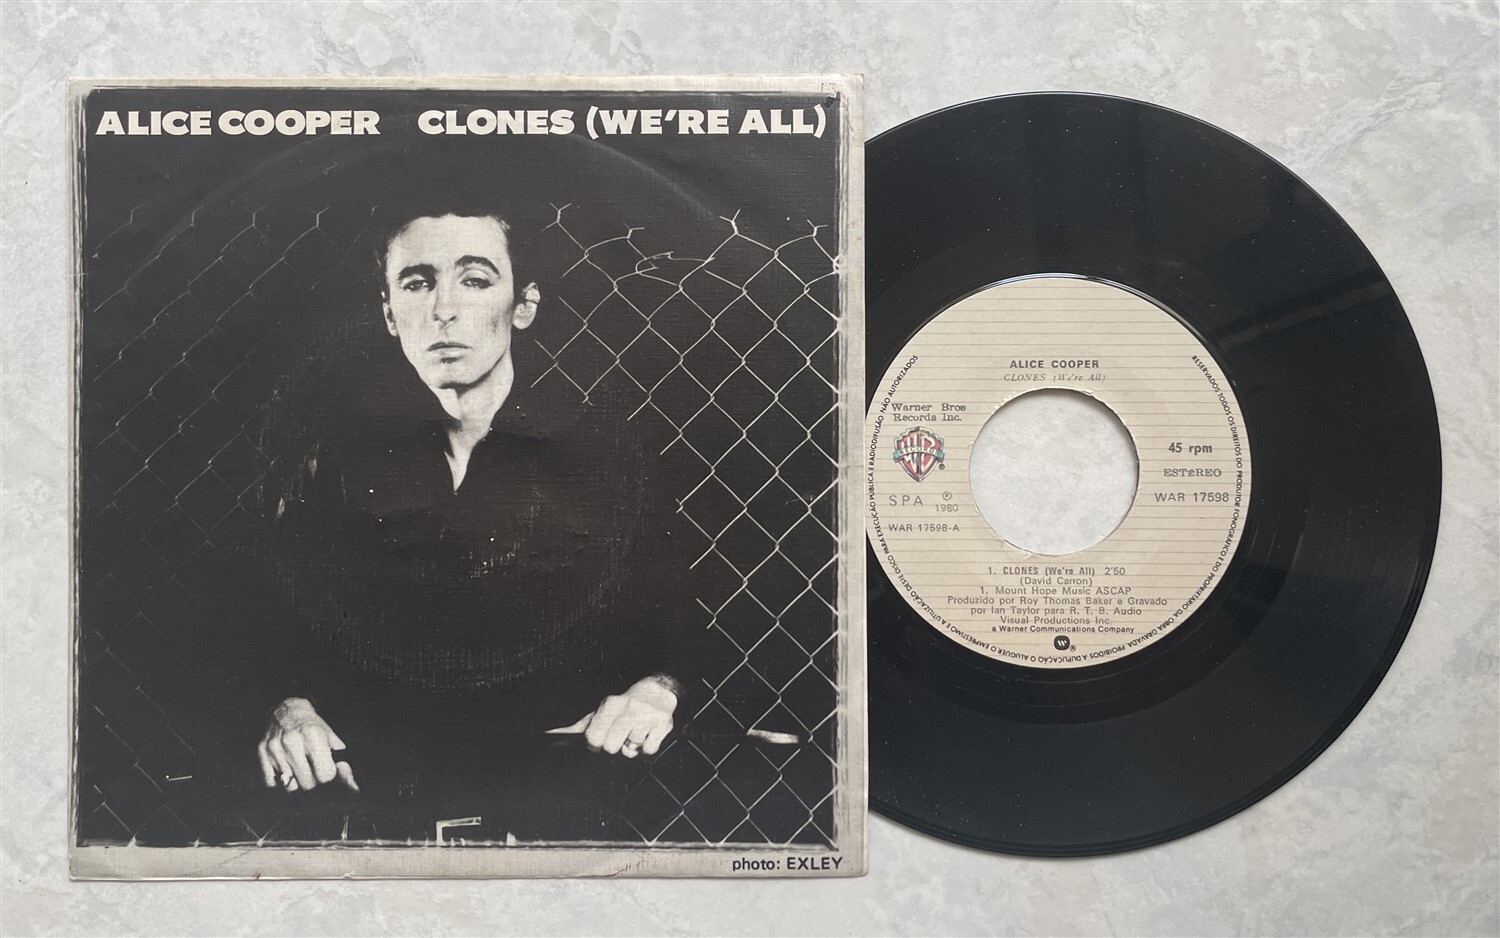 ALICE COOPER CLONES (WE'RE ALL)
photo: EXLEY
ALICE COOPER
CLONES (We're All)
Warner Bros
Records Inc.
RECORDS
®
45 rpm
ESTEREO
WAR 17598
S P A ℗
1980
WAR 17598-A
1. CLONES (We're All) 2'50
(David Carron)
1. Mount Hope Music ASCAP
Produzido por Roy Thomas Baker e Gravado
por Ian Taylor para R. T. B. Audio
Visual Productions Inc.
a Warner Communications Company
®
RESERVADOS TODOS OS DIREITOS DO PRODUTOR FONOGRÁFICO E DO PROPRIETÁRIO DA OBRA GRAVADA. PROIBIDOS A DUPLICAÇÃO O ALUGUER O EMPRÉSTIMO E A UTILIZAÇÃO DESTE DISCO PARA EXECUÇÃO PÚBLICA E RADIODIFUSÃO NÃO AUTORIZADOS